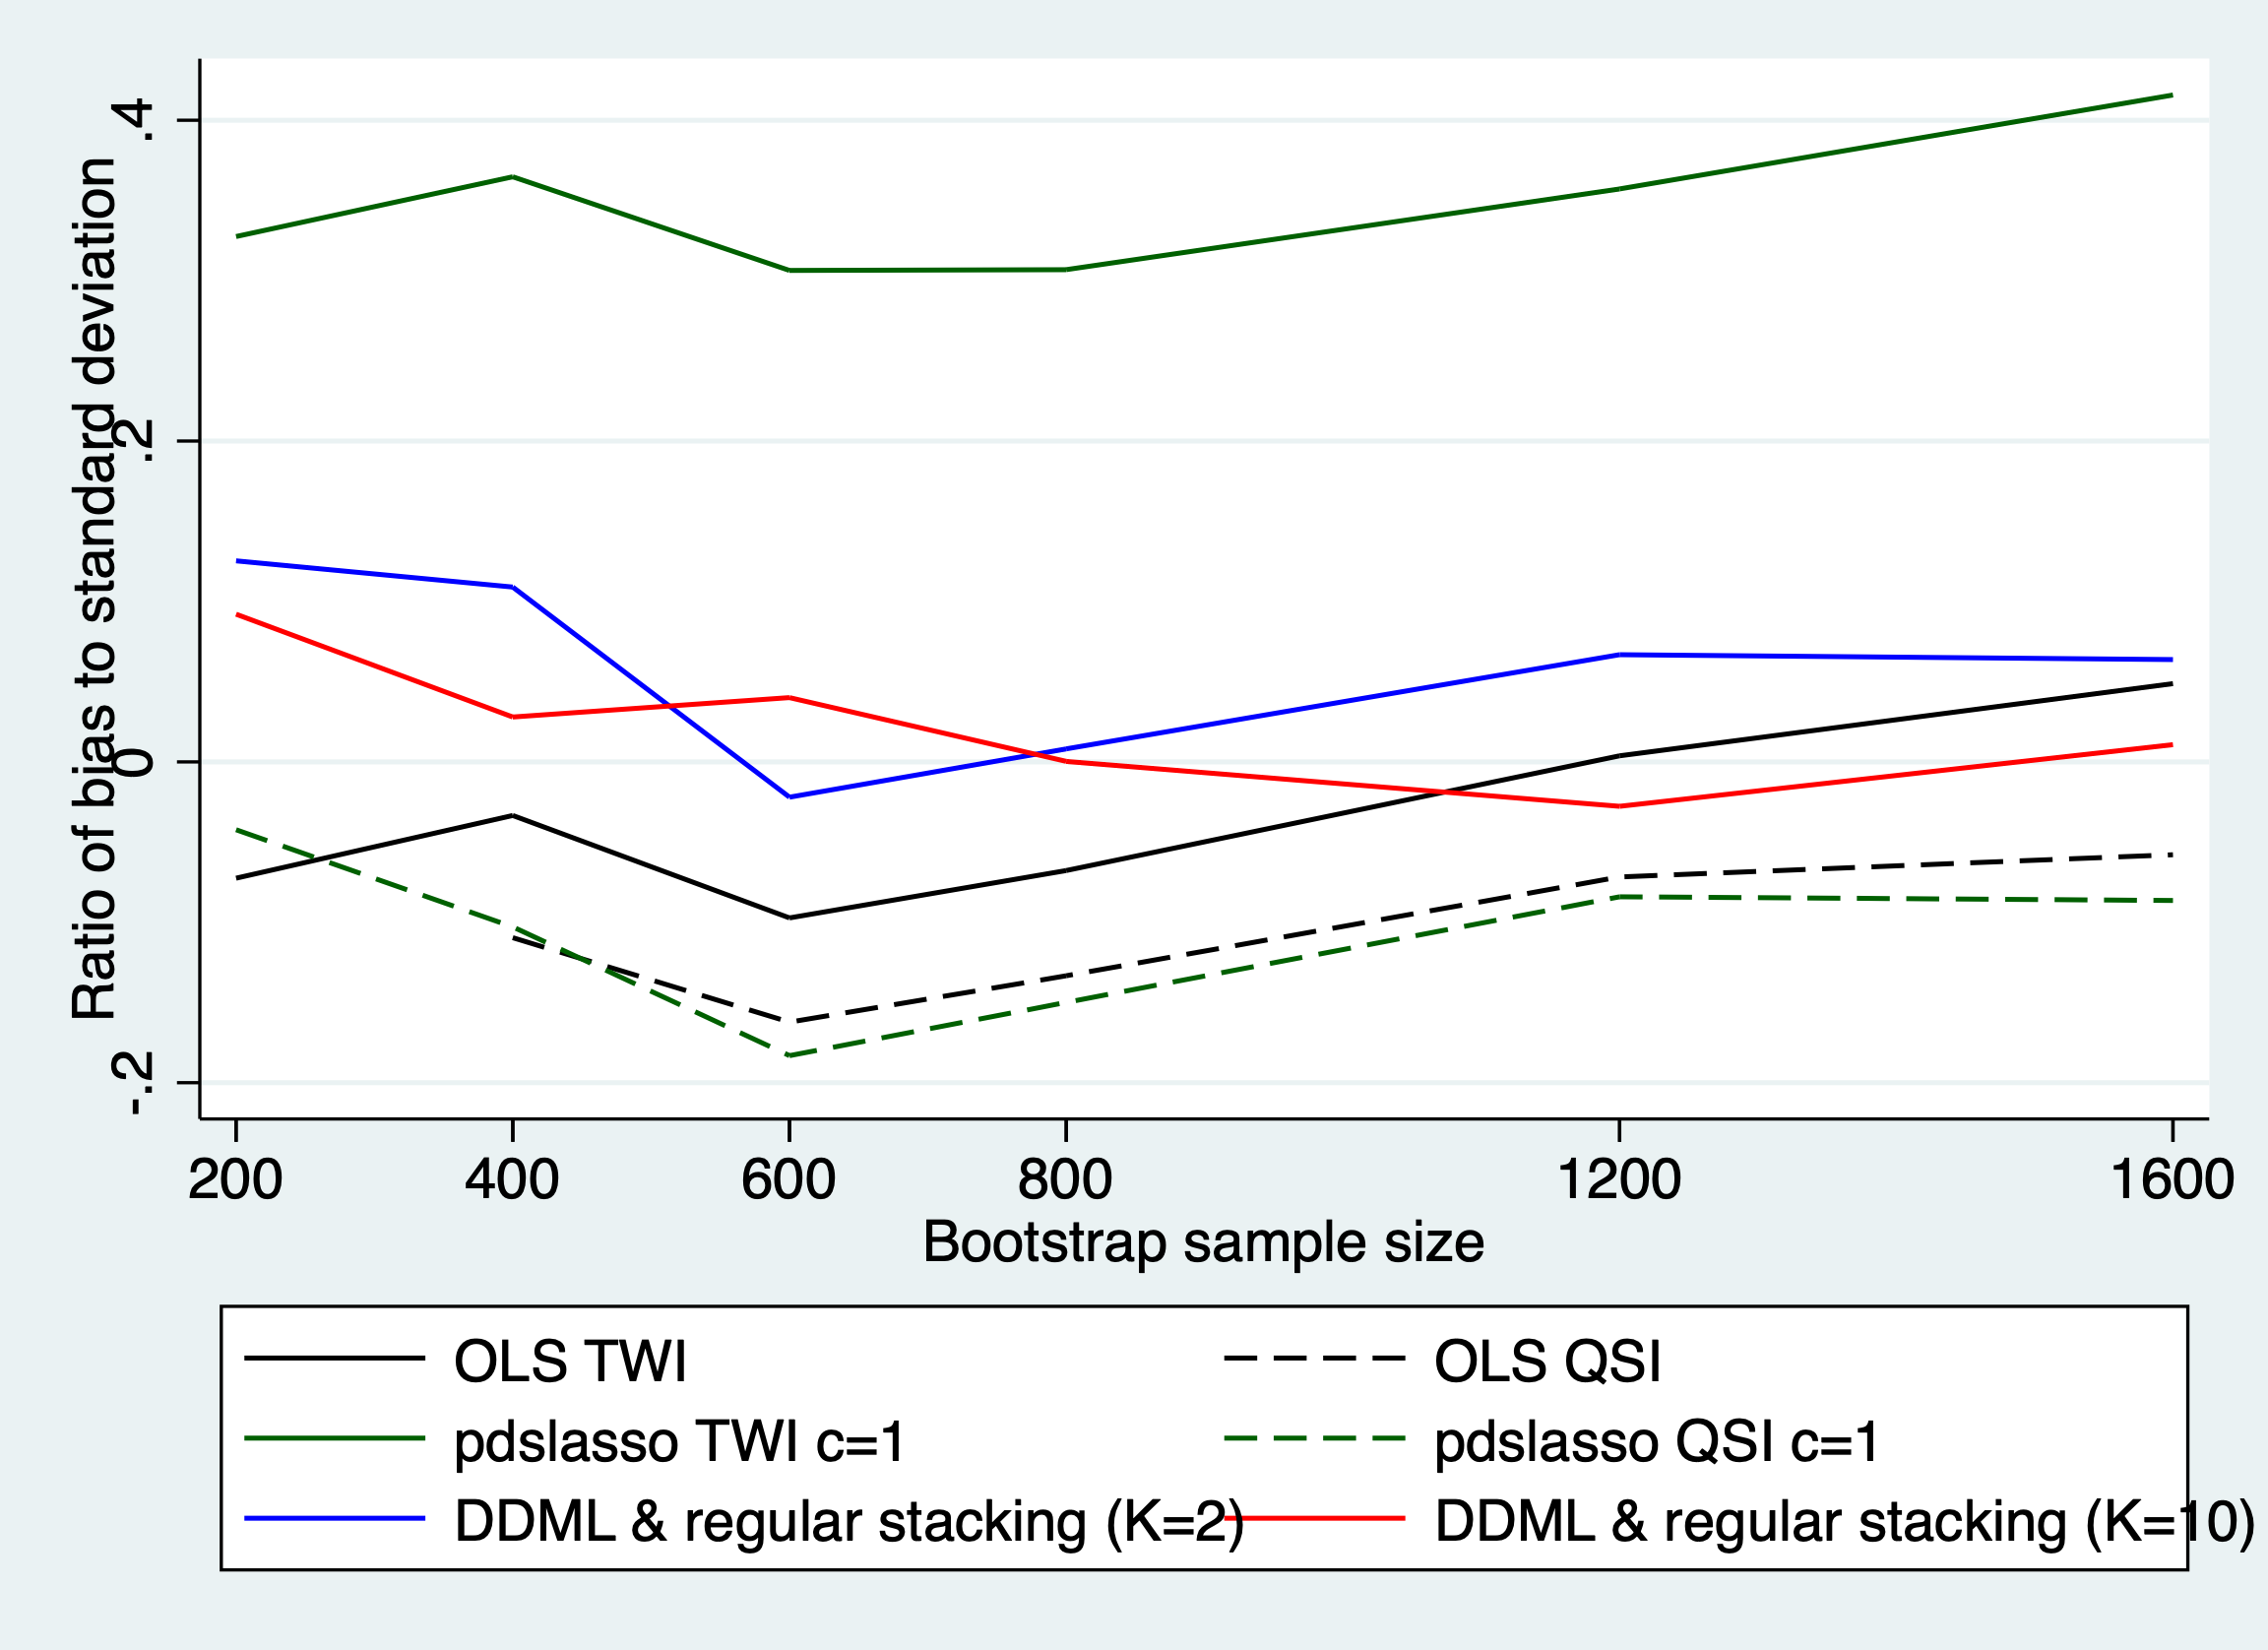 Ratio of bias to standard deviation
.4
.2
0
-.2
200 400 600 800 1200 1600
Bootstrap sample size
OLS TWI OLS QSI
pdslasso TWI c=1 pdslasso QSI c=1
DDML & regular stacking (K=2) DDML & regular stacking (K=10)